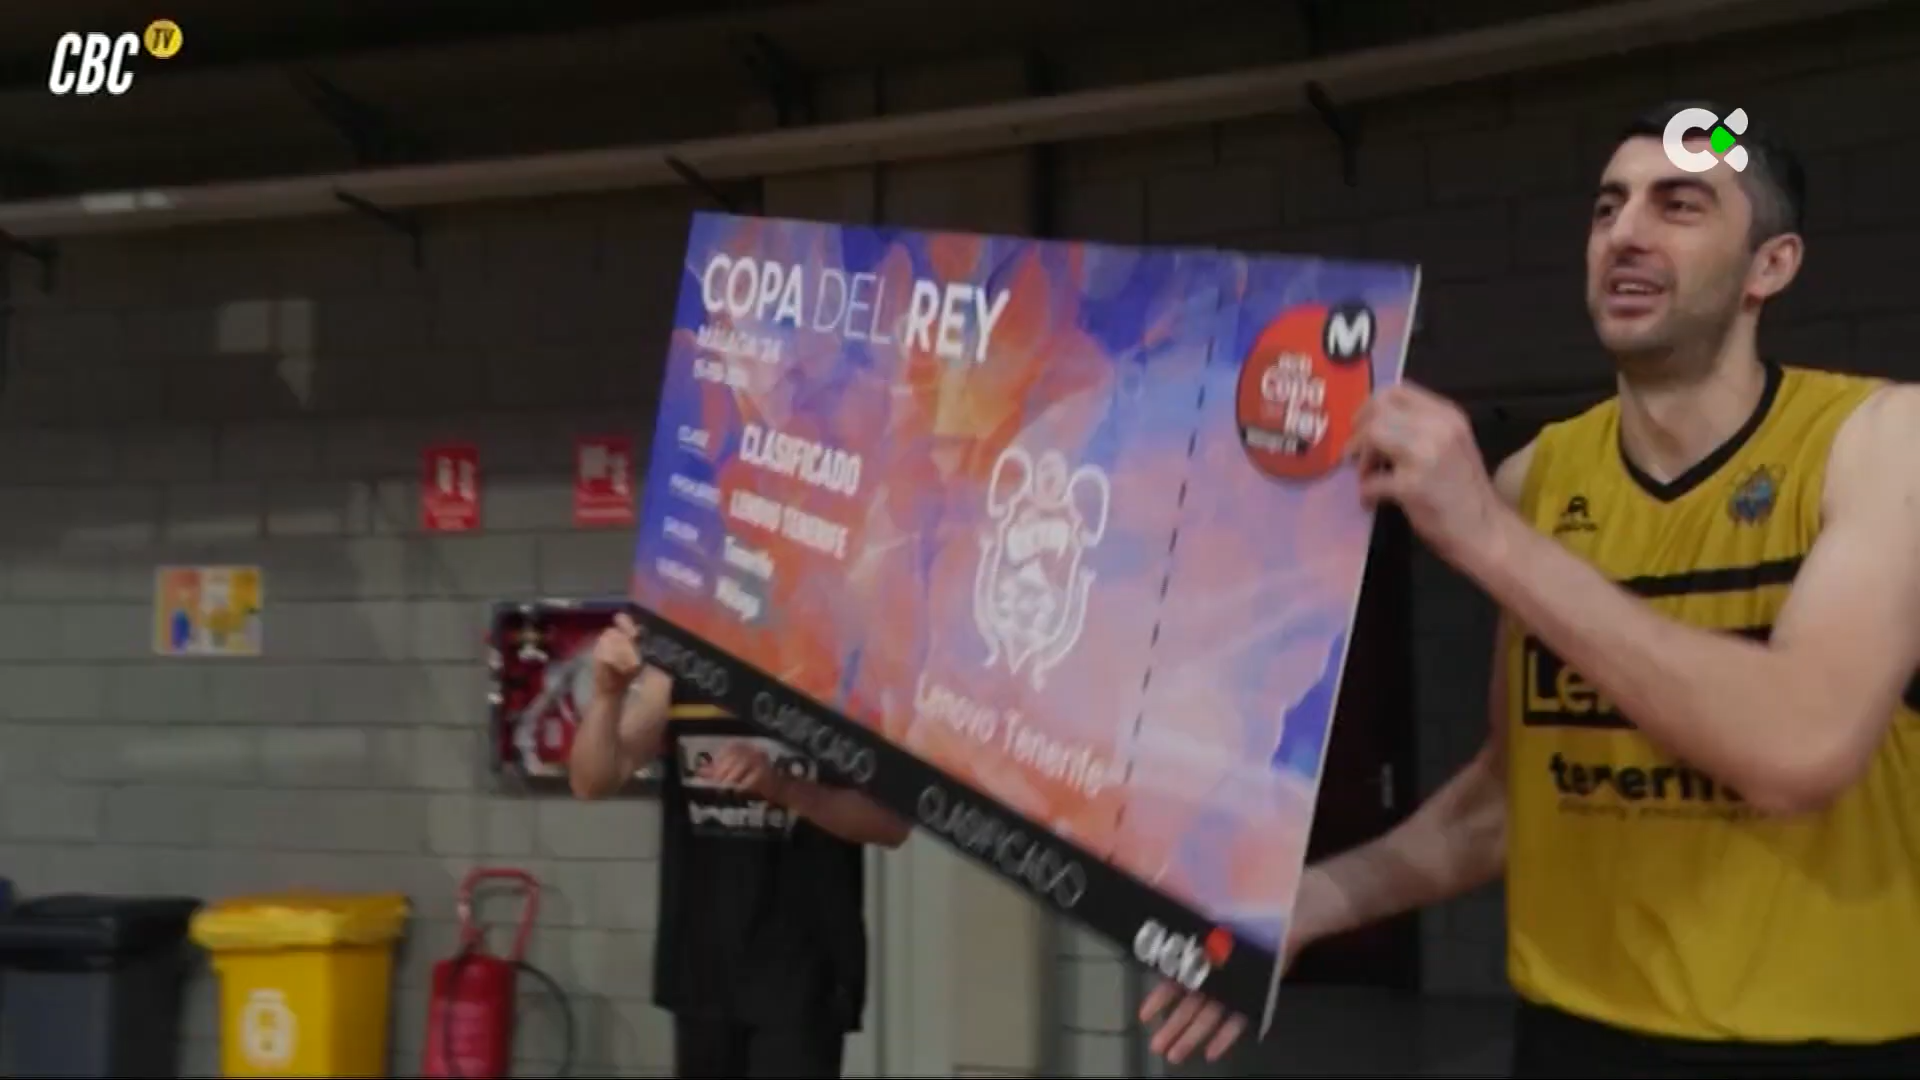 CBC TV
COPA DEL REY
MÁLAGA'24
CLASIFICADO
LENOVO TENERIFE
Tenerife
Málaga
Copa
Rey
Lenovo Tenerife
CLASIFICADO CLASIFICADO CLASIFICADO
acb
tenerife
tenerife